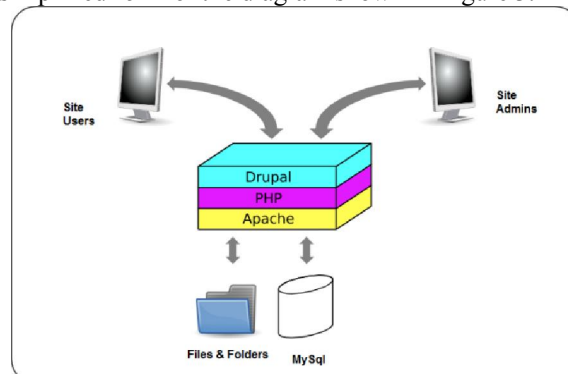 Site
Users
Site
Admins
Drupal
PHP
Apache
Files & Folders
MySql